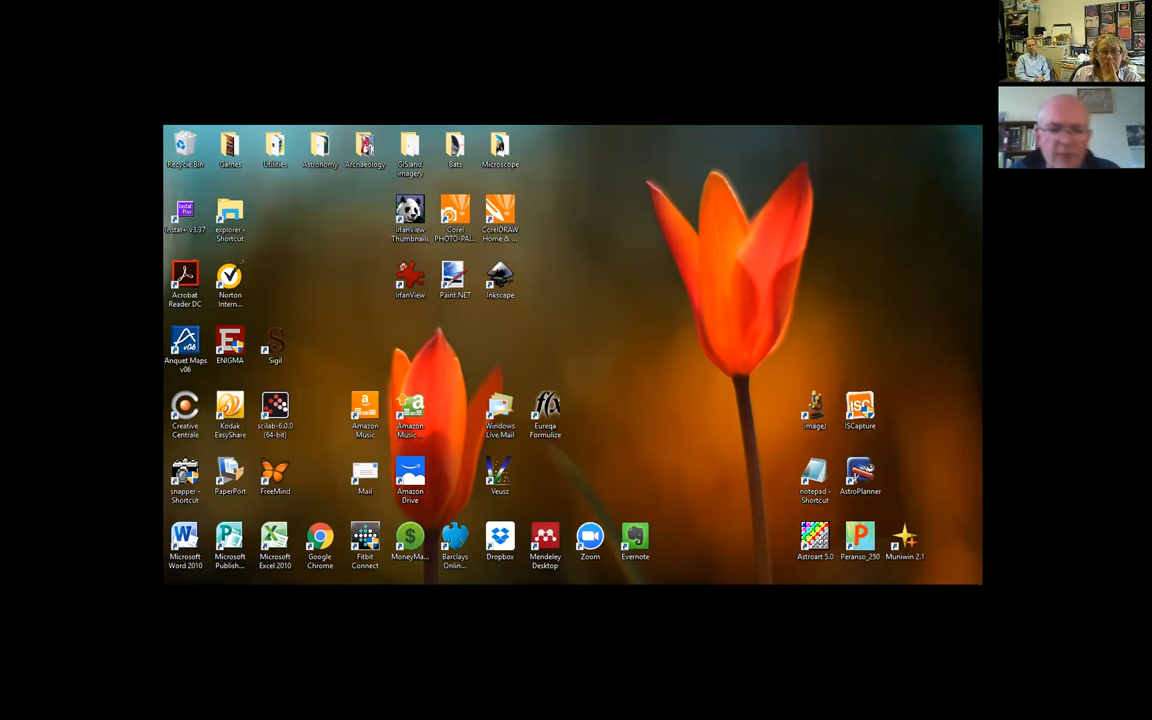 Recycle Bin
Games
Utilities
Astronomy
Archaeology
GIS and
imagery
Bats
Microscope
Instat+ v3.37
explorer -
Shortcut
IrfanView
Thumbnails
Corel
PHOTO-PAI...
CorelDRAW
Home & ...
Acrobat
Reader DC
Norton
Intern...
IrfanView
Paint.NET
Inkscape
Anquet Maps
v06
ENIGMA
Sigil
Creative
Centrale
Kodak
EasyShare
scilab-6.0.0
(64-bit)
Amazon
Music
Amazon
Music ...
Windows
Live Mail
Eureqa
Formulize
ImageJ
ISCapture
snapper -
Shortcut
PaperPort
FreeMind
Mail
Amazon
Drive
Veusz
notepad -
Shortcut
AstroPlanner
Microsoft
Word 2010
Microsoft
Publish...
Microsoft
Excel 2010
Google
Chrome
Fitbit
Connect
MoneyMa...
Barclays
Onlin...
Dropbox
Mendeley
Desktop
Zoom
Evernote
Astroart 5.0
Peranso_250
Muniwin 2.1